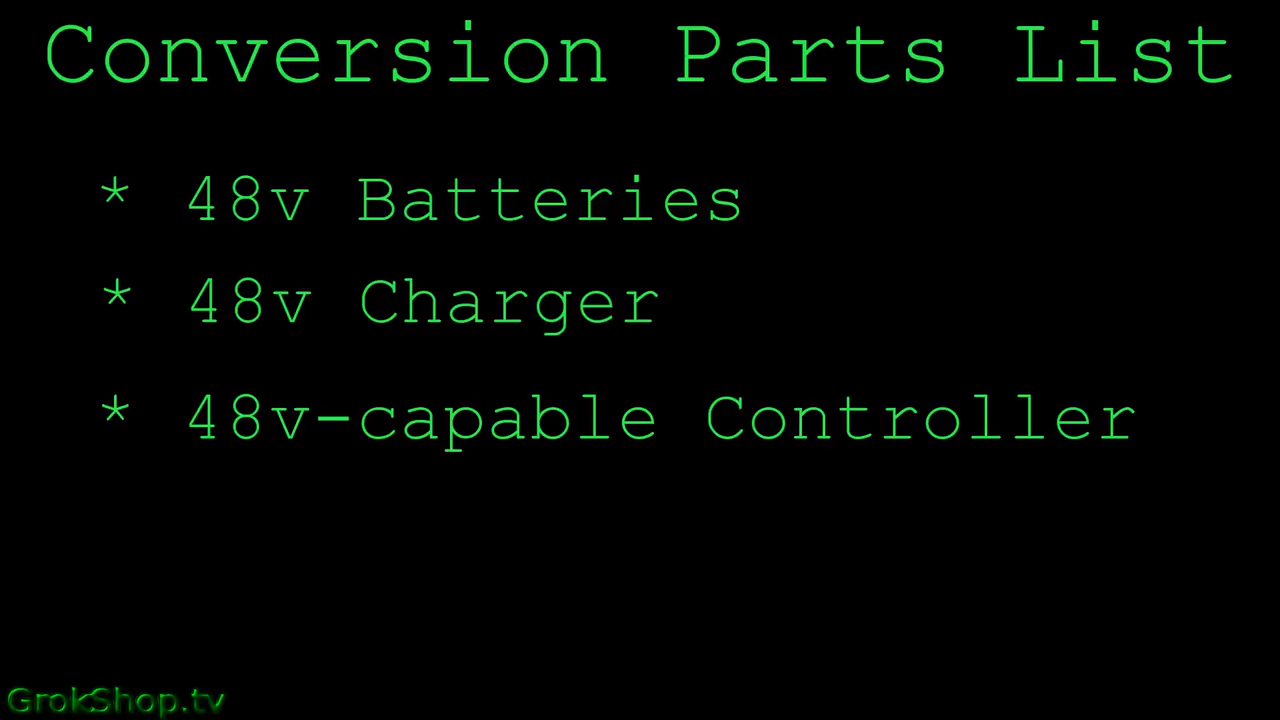 Conversion Parts List
* 48v Batteries
* 48v Charger
* 48v-capable Controller
GrokShop.tv